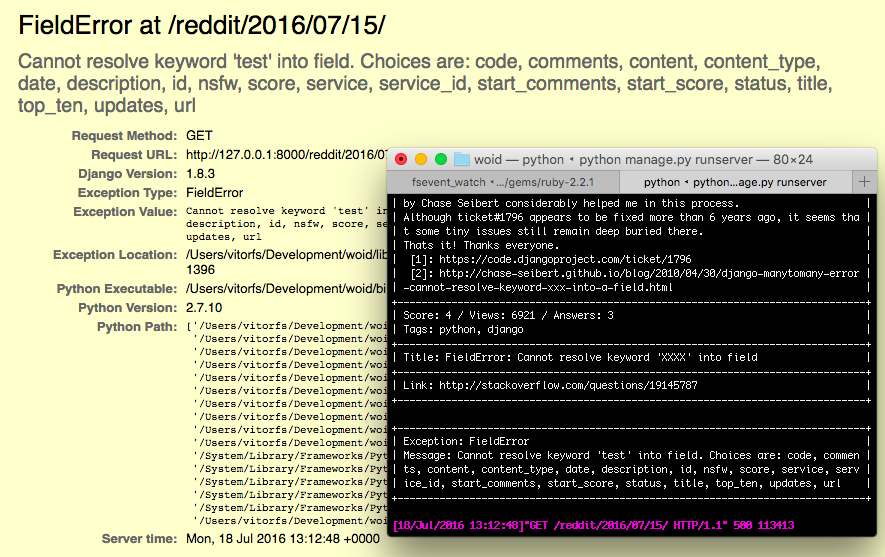 FieldError at /reddit/2016/07/15/
Cannot resolve keyword 'test' into field. Choices are: code, comments, content, content_type,
date, description, id, nsfw, score, service, service_id, start_comments, start_score, status, title,
top_ten, updates, url
Request Method: GET
Request URL: http://127.0.0.1:8000/reddit/2016/07
Django Version: 1.8.3
Exception Type: FieldError
Exception Value: Cannot resolve keyword 'test' in
description, id, nsfw, score, se
updates, url
Exception Location: /Users/vitorfs/Development/woid/lib
1396
Python Executable: /Users/vitorfs/Development/woid/bi
Python Version: 2.7.10
Python Path: ['/Users/vitorfs/Development/woi
'/Users/vitorfs/Development/woi
'/Users/vitorfs/Development/woi
'/Users/vitorfs/Development/woi
'/Users/vitorfs/Development/woi
'/Users/vitorfs/Development/woi
'/Users/vitorfs/Development/woi
'/Users/vitorfs/Development/woi
'/Users/vitorfs/Development/woi
'/Users/vitorfs/Development/woi
'/System/Library/Frameworks/Pyt
'/System/Library/Frameworks/Pyt
'/System/Library/Frameworks/Pyt
'/System/Library/Frameworks/Pyt
'/System/Library/Frameworks/Pyt
'/Users/vitorfs/Development/woi
Server time: Mon, 18 Jul 2016 13:12:48 +0000
woid — python ◂ python manage.py runserver — 80×24
fsevent_watch ◂…/gems/ruby-2.2.1
python ◂ python…age.py runserver
+
| by Chase Seibert considerably helped me in this process. |
| Although ticket#1796 appears to be fixed more than 6 years ago, it seems tha |
| t some tiny issues still remain deep buried there. |
| Thats it! Thanks everyone. |
| [1]: https://code.djangoproject.com/ticket/1796 |
| [2]: http://chase-seibert.github.io/blog/2010/04/30/django-manytomany-error |
| -cannot-resolve-keyword-xxx-into-a-field.html |
| Score: 4 / Views: 6921 / Answers: 3 |
| Tags: python, django |
| Title: FieldError: Cannot resolve keyword 'XXXX' into field |
| Link: http://stackoverflow.com/questions/19145787 |
| Exception: FieldError |
| Message: Cannot resolve keyword 'test' into field. Choices are: code, commen |
| ts, content, content_type, date, description, id, nsfw, score, service, serv |
| ice_id, start_comments, start_score, status, title, top_ten, updates, url |
[18/Jul/2016 13:12:48]"GET /reddit/2016/07/15/ HTTP/1.1" 500 113413